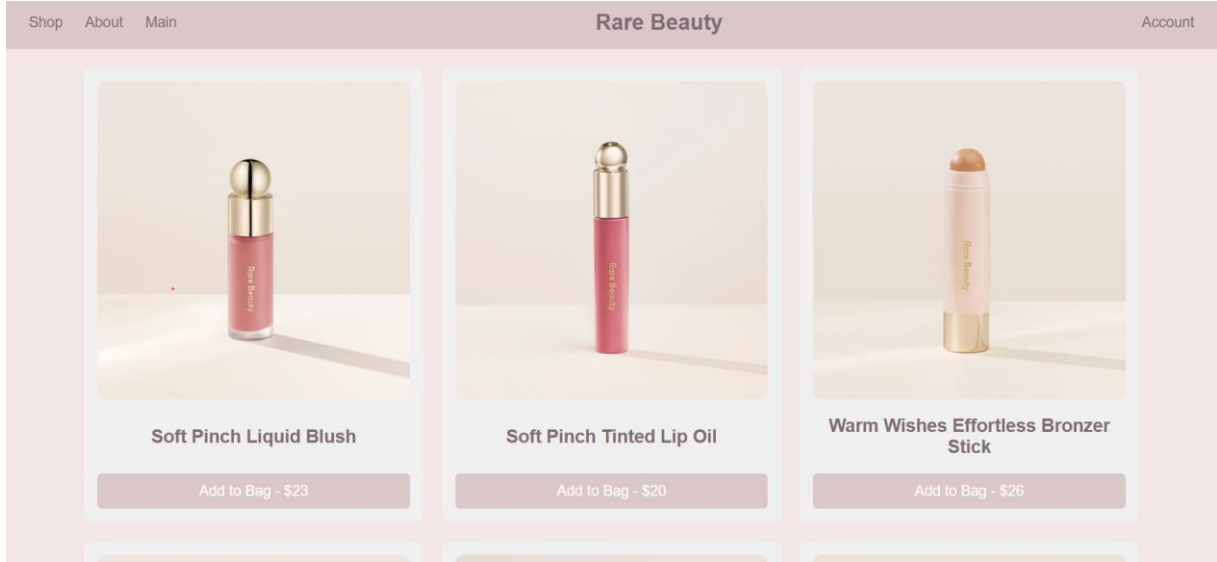 Shop About Main Rare Beauty Account
Rare Beauty
Rare Beauty
Rare Beauty
Soft Pinch Liquid Blush
Soft Pinch Tinted Lip Oil
Warm Wishes Effortless Bronzer
Stick
Add to Bag - $23
Add to Bag - $20
Add to Bag - $26